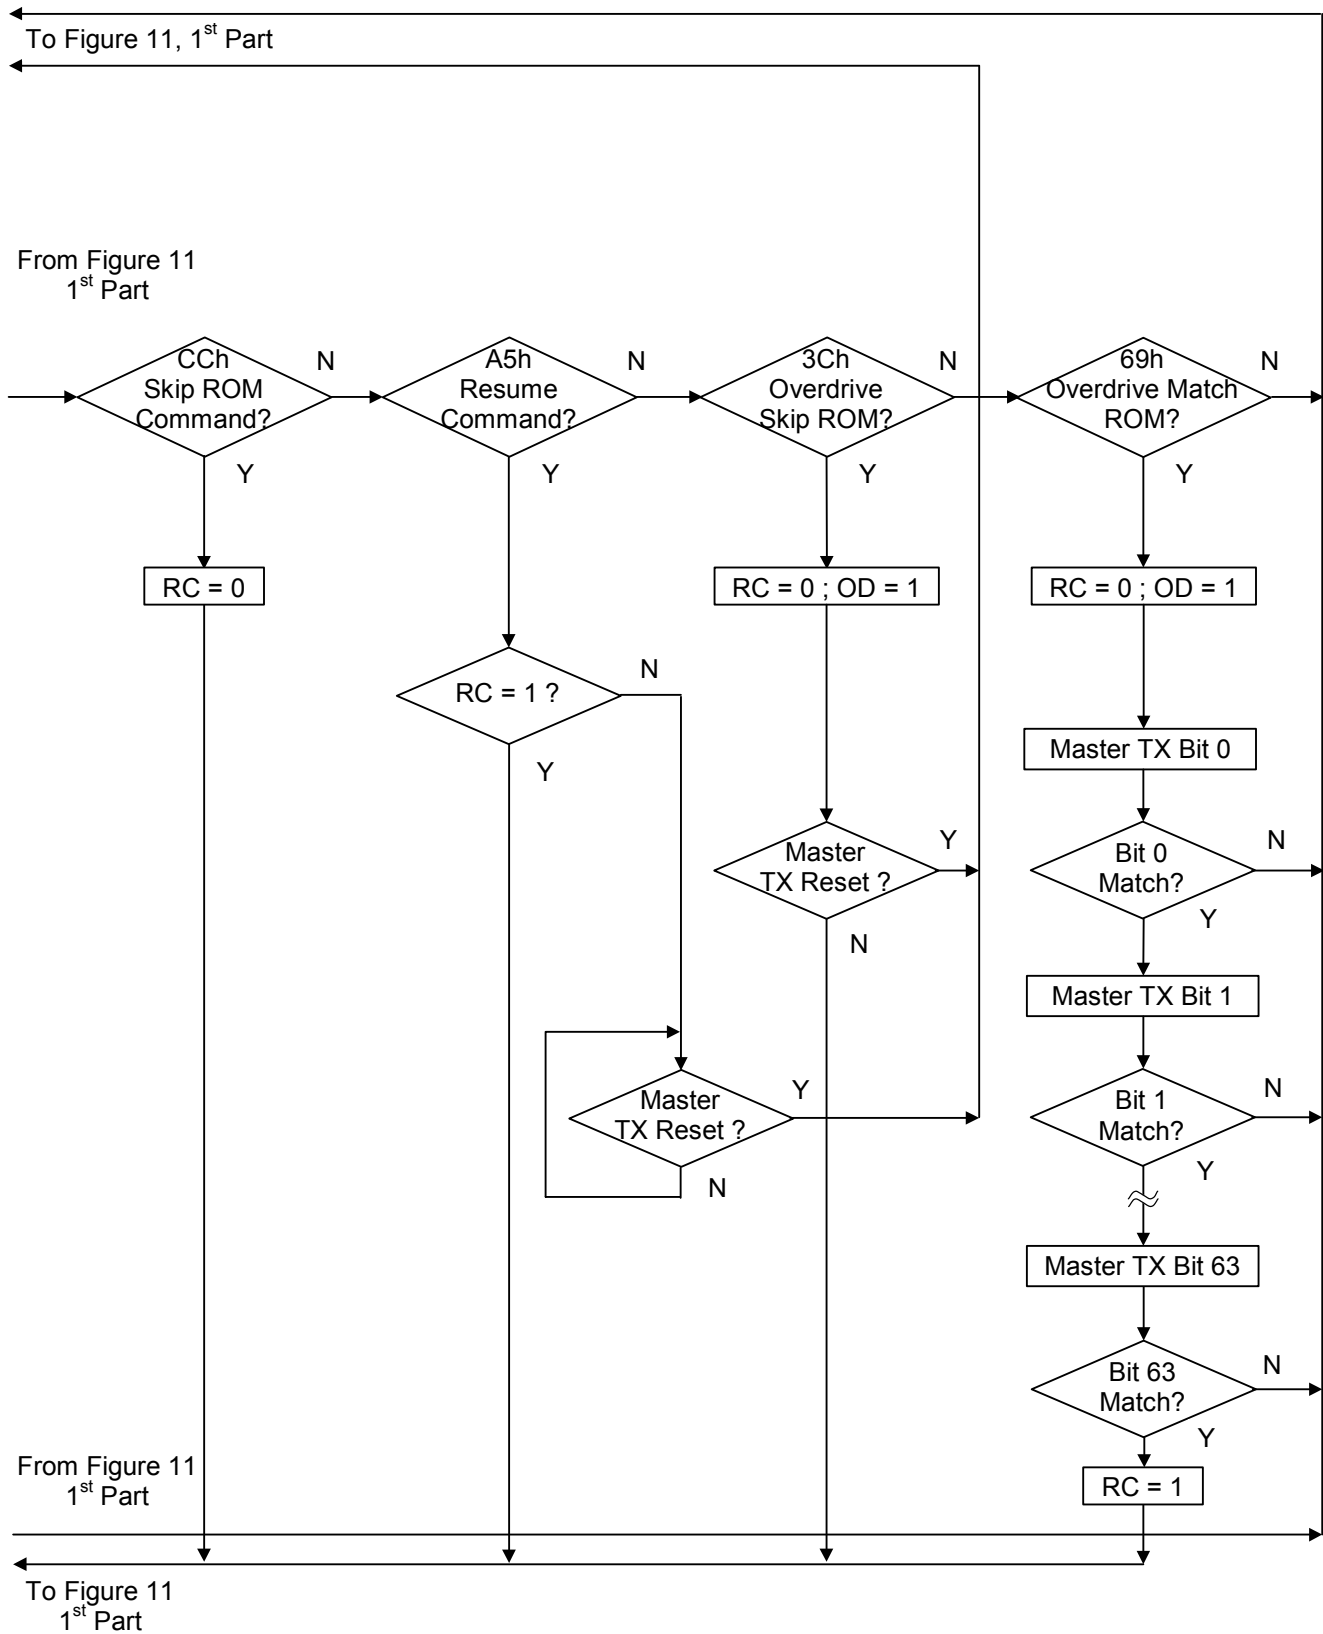 To Figure 11, 1st Part
From Figure 11
1st Part
CCh
Skip ROM
Command?
N
Y
A5h
Resume
Command?
N
Y
3Ch
Overdrive
Skip ROM?
N
Y
69h
Overdrive Match
ROM?
N
Y
RC = 0
RC = 0 ; OD = 1
RC = 0 ; OD = 1
RC = 1 ?
N
Y
Master TX Bit 0
Master
TX Reset ?
Y
N
Bit 0
Match?
N
Y
Master TX Bit 1
Master
TX Reset ?
Y
N
Bit 1
Match?
N
Y
Master TX Bit 63
Bit 63
Match?
N
Y
RC = 1
From Figure 11
1st Part
To Figure 11
1st Part